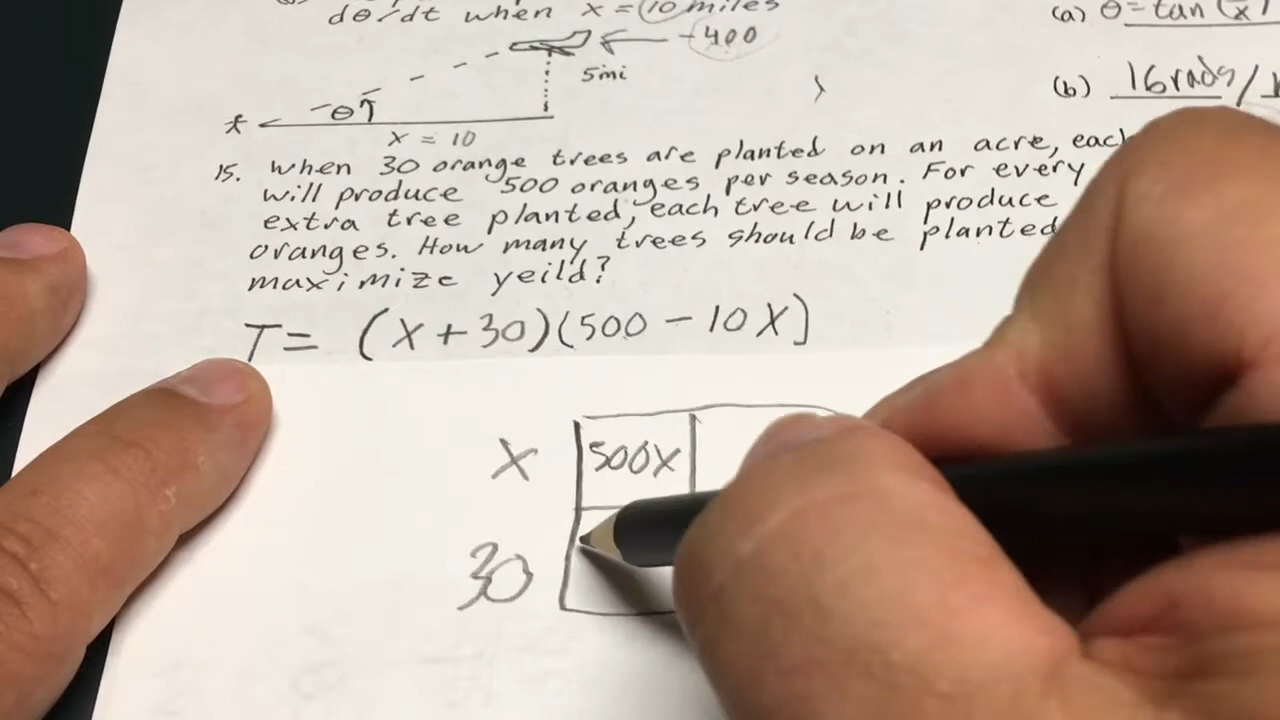 dθ/dt when x = 10 miles
-400
5mi
θ
x = 10
(a) θ = tan (x
(b) 16 rads/
15. When 30 orange trees are planted on an acre, each
will produce 500 oranges per season. For every
extra tree planted, each tree will produce
oranges. How many trees should be planted
maximize yeild?
T = (x+30)(500 - 10x)
x 500x
30